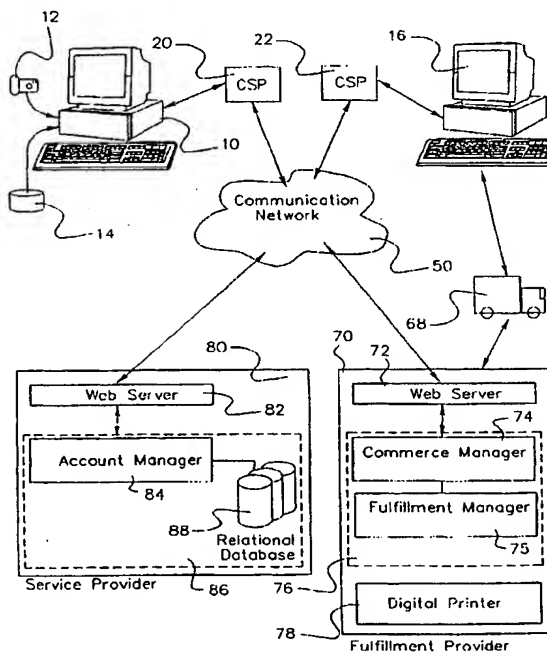 12
20
22
16
CSP
CSP
10
14
Communication
Network
50
68
80
70
72
Web Server
82
Web Server
74
Account Manager
84
Commerce Manager
88
Relational
Database
Fulfillment Manager
75
86
76
Service Provider
78
Digital Printer
Fulfillment Provider